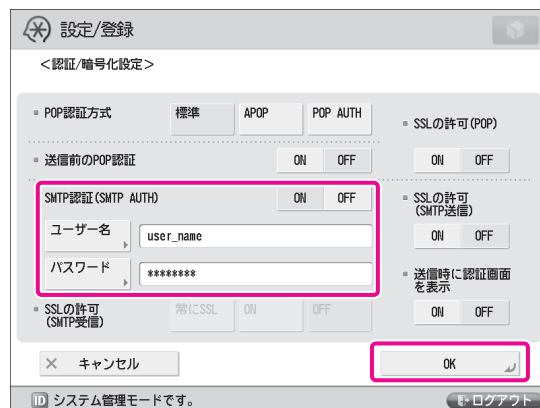 設定/登録
<認証/暗号化設定>
POP認証方式 標準 APOP POP AUTH
SSLの許可(POP)
送信前のPOP認証 ON OFF
ON OFF
SMTP認証(SMTP AUTH) ON OFF
SSLの許可
(SMTP送信)
ユーザー名 user_name
ON OFF
パスワード ********
送信時に認証画面
を表示
SSLの許可
(SMTP受信) 常にSSL ON OFF
ON OFF
× キャンセル
OK
ID システム管理モードです。
ログアウト